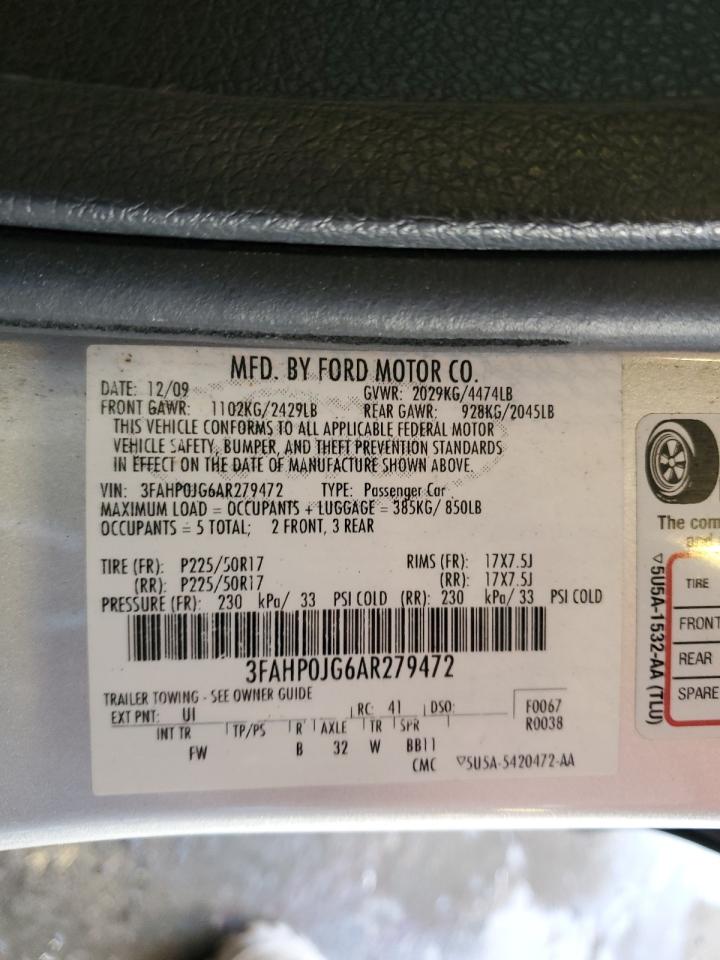 MFD. BY FORD MOTOR CO.
DATE: 12/09 GVWR: 2029KG/4474LB
FRONT GAWR: 1102KG/2429LB REAR GAWR: 928KG/2045LB
THIS VEHICLE CONFORMS TO ALL APPLICABLE FEDERAL MOTOR
VEHICLE SAFETY, BUMPER, AND THEFT PREVENTION STANDARDS
IN EFFECT ON THE DATE OF MANUFACTURE SHOWN ABOVE.
VIN: 3FAHP0JG6AR279472 TYPE: Passenger Car
MAXIMUM LOAD = OCCUPANTS + LUGGAGE = 385KG/ 850LB
OCCUPANTS = 5 TOTAL; 2 FRONT, 3 REAR
TIRE (FR): P225/50R17 RIMS (FR): 17X7.5J
(RR): P225/50R17 (RR): 17X7.5J
PRESSURE (FR): 230 kPa/ 33 PSI COLD (RR): 230 kPa/ 33 PSI COLD
3FAHP0JG6AR279472
TRAILER TOWING - SEE OWNER GUIDE
EXT PNT: UI RC: 41 DSO: F0067
INT TR TP/PS R AXLE TR SPR R0038
FW B 32 W BB11
CMC ▽5U5A-5420472-AA
The com
and
▽5U5A-1532-AA (TLU)
TIRE
FRONT
REAR
SPARE